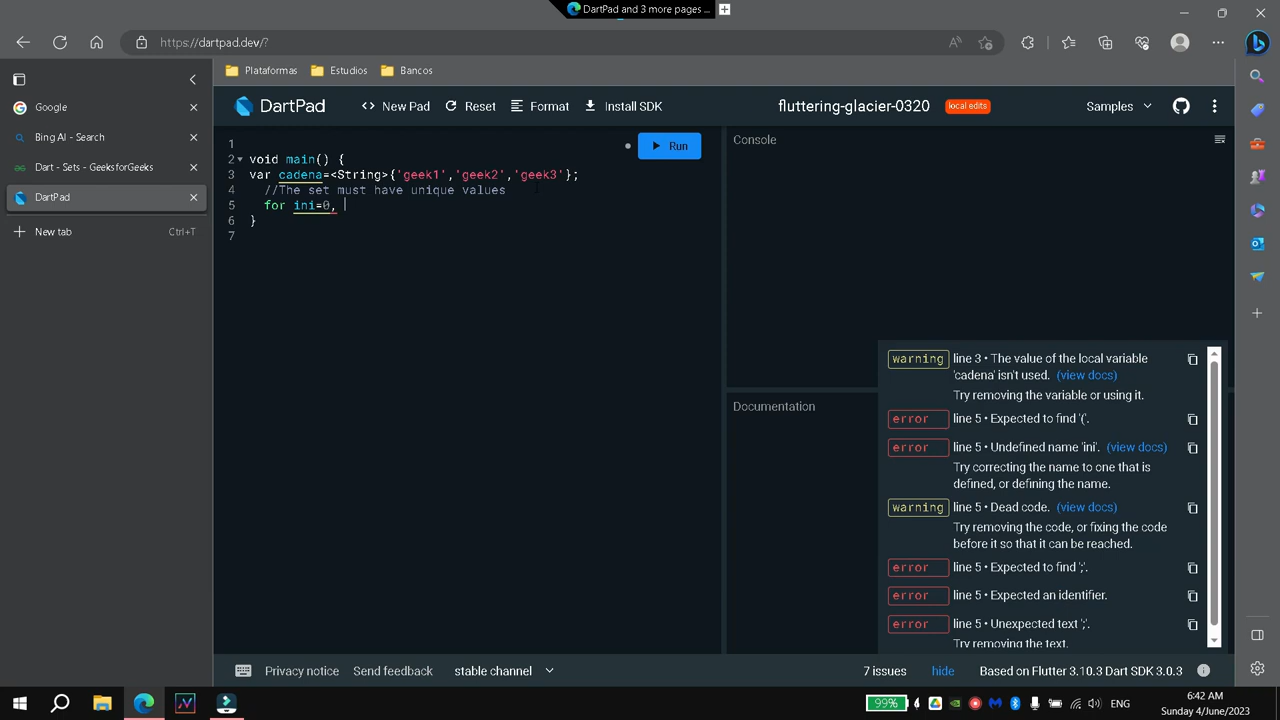 DartPad and 3 more pages ...
https://dartpad.dev/?
Plataformas
Estudios
Bancos
Google
Bing AI - Search
Dart - Sets - GeeksforGeeks
DartPad
New tab
Ctrl+T
DartPad
<> New Pad
Reset
Format
Install SDK
fluttering-glacier-0320
local edits
Samples
Run
1
2 void main() {
3 var cadena=<String>{'geek1','geek2','geek3'};
4 //The set must have unique values
5 for ini=0,
6 }
7
Console
warning
line 3 • The value of the local variable
'cadena' isn't used. (view docs)
Try removing the variable or using it.
error
line 5 • Expected to find '('.
error
line 5 • Undefined name 'ini'. (view docs)
Try correcting the name to one that is
defined, or defining the name.
warning
line 5 • Dead code. (view docs)
Try removing the code, or fixing the code
before it so that it can be reached.
error
line 5 • Expected to find ';'.
error
line 5 • Expected an identifier.
error
line 5 • Unexpected text ';'.
Try removing the text.
Documentation
Privacy notice
Send feedback
stable channel
7 issues
hide
Based on Flutter 3.10.3 Dart SDK 3.0.3
99%
ENG
6:42 AM
Sunday 4/June/2023